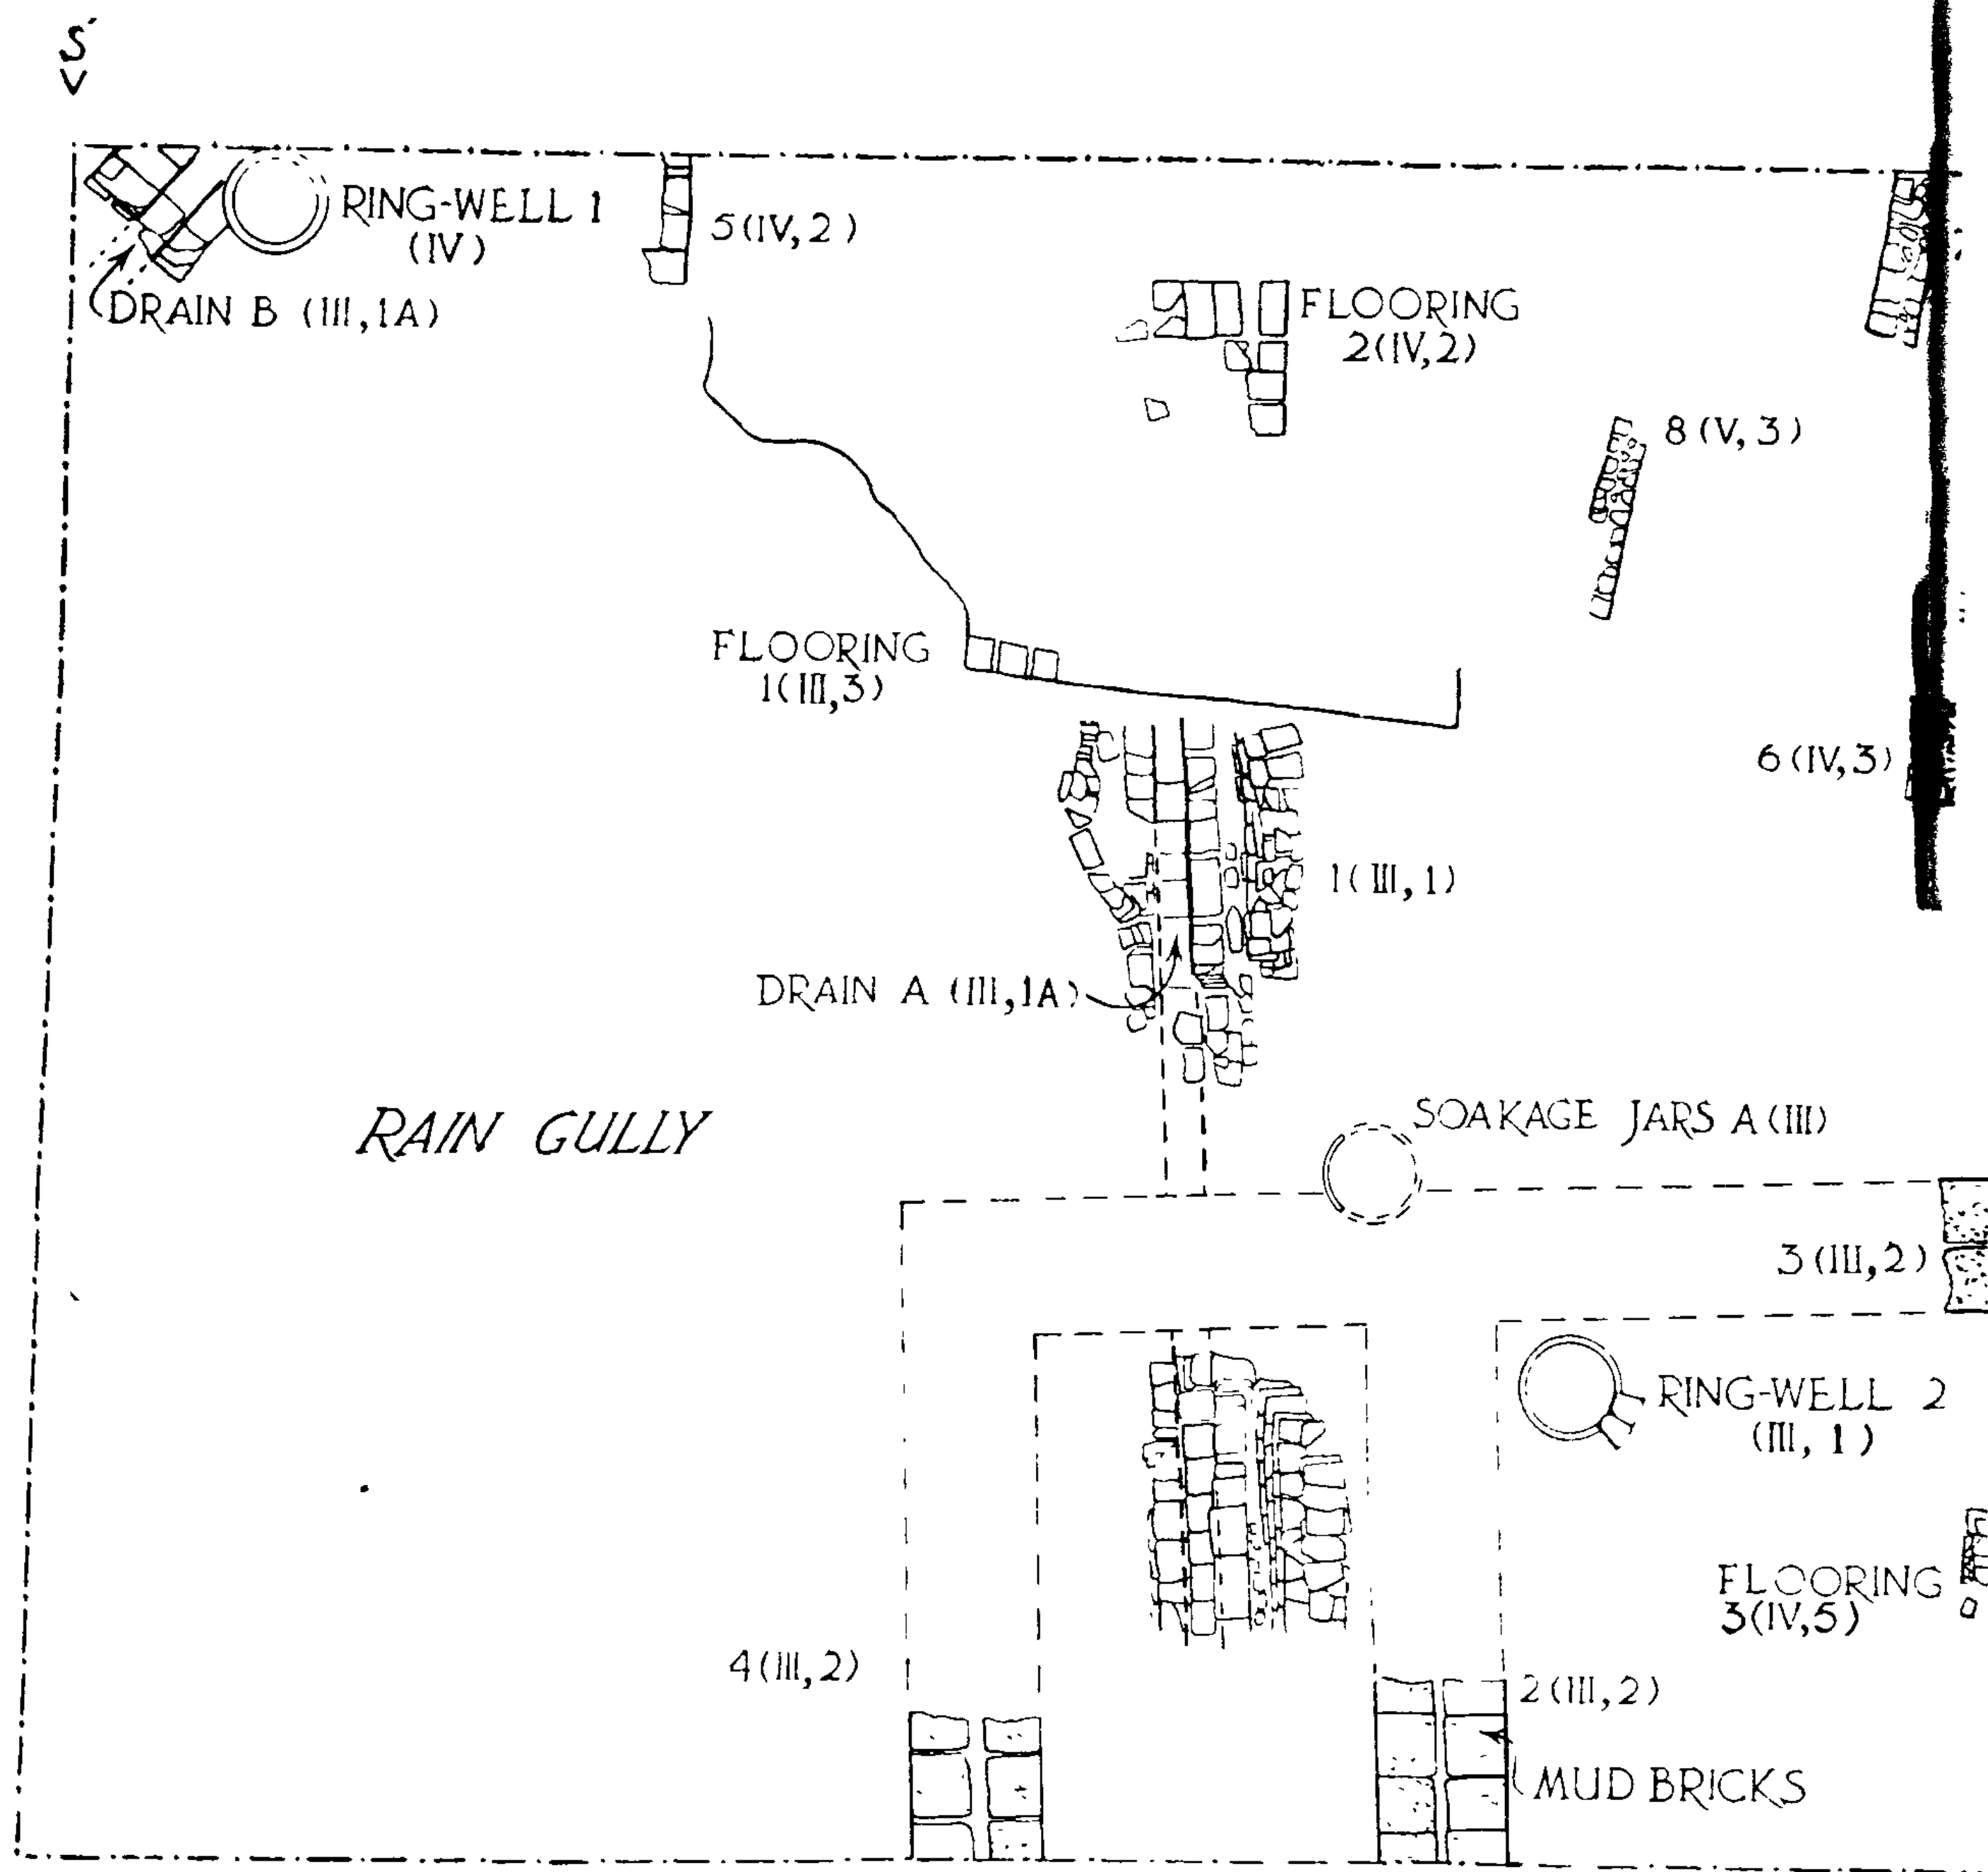 S
RING-WELL 1
(IV)
5(IV,2)
DRAIN B (III,1A)
FLOORING
2(IV,2)
8(V,3)
FLOORING
1(III,3)
6(IV,3)
1(III,1)
DRAIN A (III,1A)
RAIN GULLY
SOAKAGE JARS A(III)
3(III,2)
RING-WELL 2
(III, 1)
FLOORING
3(IV,5)
4(III,2)
2(III,2)
MUD BRICKS